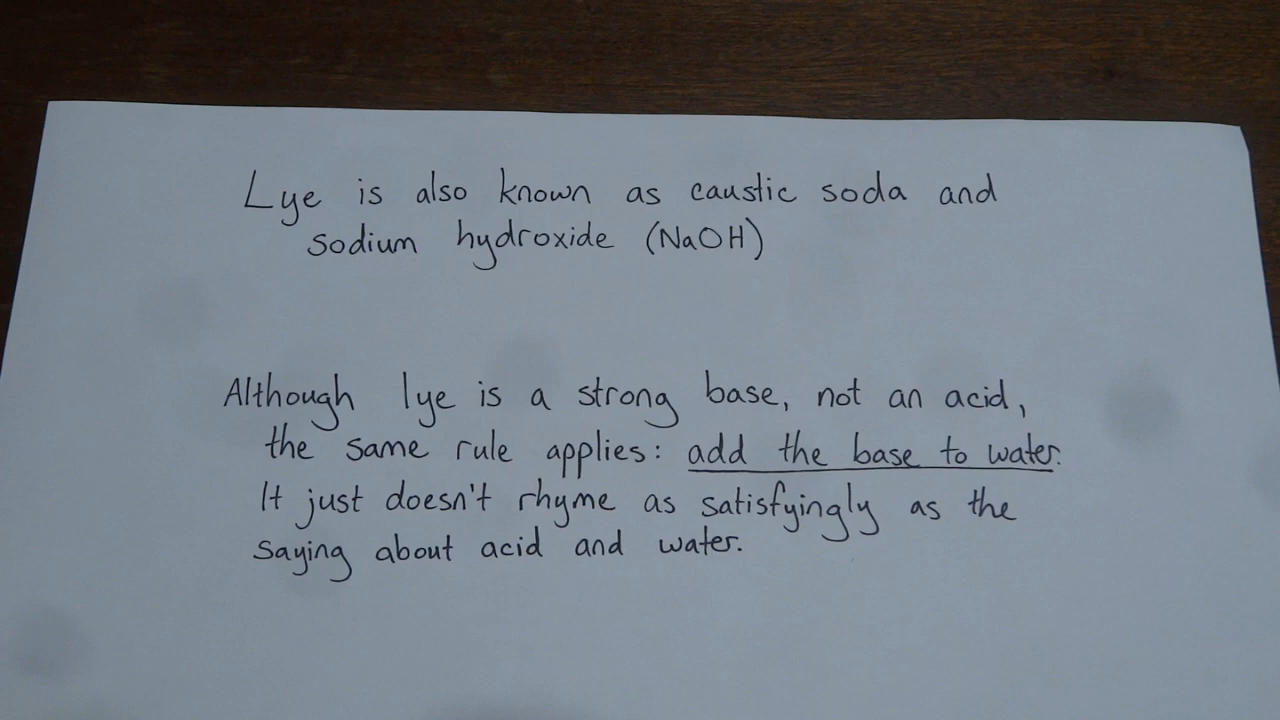 Lye is also known as caustic soda and
sodium hydroxide (NaOH)
Although lye is a strong base, not an acid,
the same rule applies: add the base to water.
It just doesn't rhyme as satisfyingly as the
saying about acid and water.